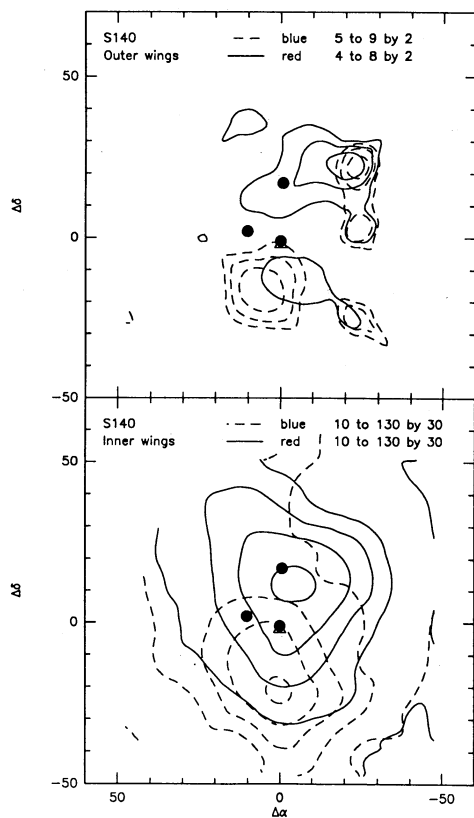 S140 blue 5 to 9 by 2
Outer wings red 4 to 8 by 2
50
Δδ
0
-50
S140 blue 10 to 130 by 30
Inner wings red 10 to 130 by 30
50
Δδ
0
-50
50 0 -50
Δα